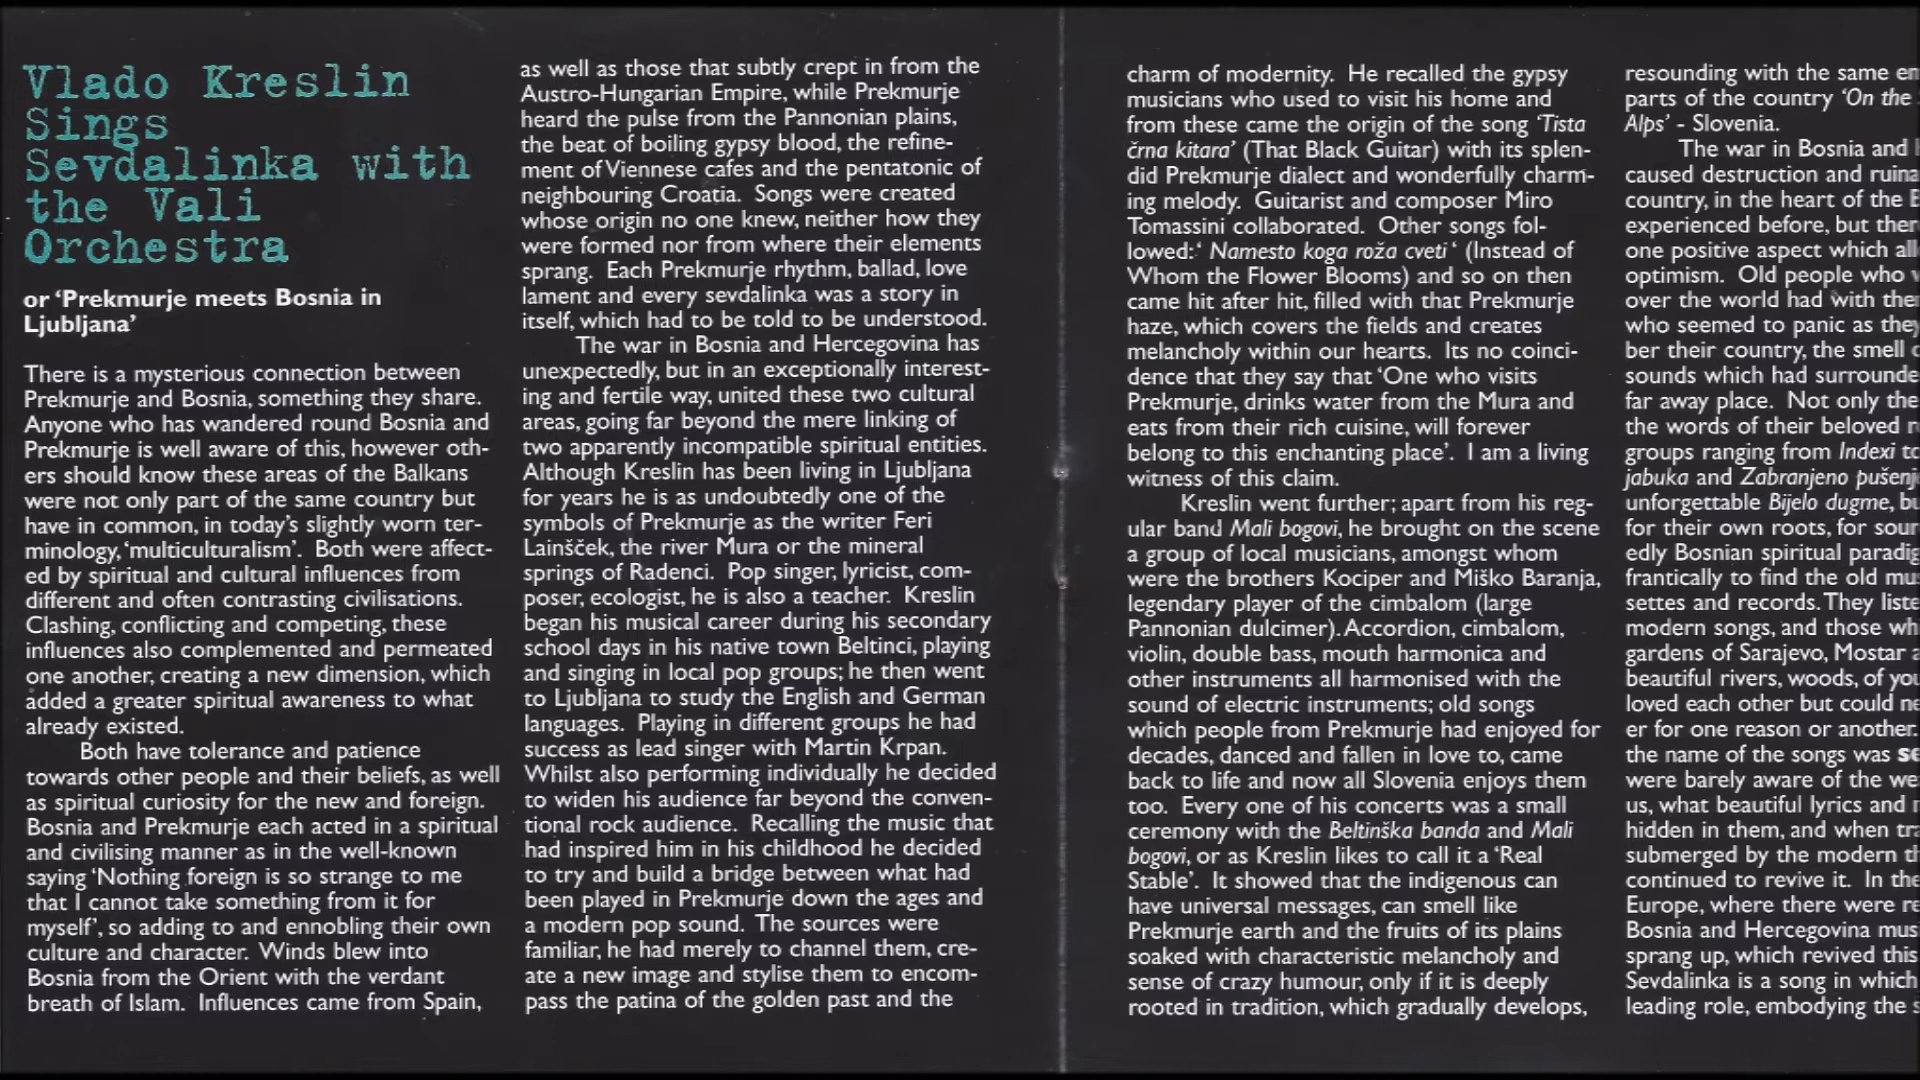 Vlado Kreslin
Sings
Sevdalinka with
the Vali
Orchestra
or ‘Prekmurje meets Bosnia in
Ljubljana’
There is a mysterious connection between
Prekmurje and Bosnia, something they share.
Anyone who has wandered round Bosnia and
Prekmurje is well aware of this, however oth-
ers should know these areas of the Balkans
were not only part of the same country but
have in common, in today’s slightly worn ter-
minology, ‘multiculturalism’. Both were affect-
ed by spiritual and cultural influences from
different and often contrasting civilisations.
Clashing, conflicting and competing, these
influences also complemented and permeated
one another, creating a new dimension, which
added a greater spiritual awareness to what
already existed.
Both have tolerance and patience
towards other people and their beliefs, as well
as spiritual curiosity for the new and foreign.
Bosnia and Prekmurje each acted in a spiritual
and civilising manner as in the well-known
saying ‘Nothing foreign is so strange to me
that I cannot take something from it for
myself’, so adding to and ennobling their own
culture and character. Winds blew into
Bosnia from the Orient with the verdant
breath of Islam. Influences came from Spain,
as well as those that subtly crept in from the
Austro-Hungarian Empire, while Prekmurje
heard the pulse from the Pannonian plains,
the beat of boiling gypsy blood, the refine-
ment of Viennese cafes and the pentatonic of
neighbouring Croatia. Songs were created
whose origin no one knew, neither how they
were formed nor from where their elements
sprang. Each Prekmurje rhythm, ballad, love
lament and every sevdalinka was a story in
itself, which had to be told to be understood.
The war in Bosnia and Hercegovina has
unexpectedly, but in an exceptionally interest-
ing and fertile way, united these two cultural
areas, going far beyond the mere linking of
two apparently incompatible spiritual entities.
Although Kreslin has been living in Ljubljana
for years he is as undoubtedly one of the
symbols of Prekmurje as the writer Feri
Lainšček, the river Mura or the mineral
springs of Radenci. Pop singer, lyricist, com-
poser, ecologist, he is also a teacher. Kreslin
began his musical career during his secondary
school days in his native town Beltinci, playing
and singing in local pop groups; he then went
to Ljubljana to study the English and German
languages. Playing in different groups he had
success as lead singer with Martin Krpan.
Whilst also performing individually he decided
to widen his audience far beyond the conven-
tional rock audience. Recalling the music that
had inspired him in his childhood he decided
to try and build a bridge between what had
been played in Prekmurje down the ages and
a modern pop sound. The sources were
familiar, he had merely to channel them, cre-
ate a new image and stylise them to encom-
pass the patina of the golden past and the
charm of modernity. He recalled the gypsy
musicians who used to visit his home and
from these came the origin of the song ‘Tista
črna kitara’ (That Black Guitar) with its splen-
did Prekmurje dialect and wonderfully charm-
ing melody. Guitarist and composer Miro
Tomassini collaborated. Other songs fol-
lowed:‘ Namesto koga roža cveti‘ (Instead of
Whom the Flower Blooms) and so on then
came hit after hit, filled with that Prekmurje
haze, which covers the fields and creates
melancholy within our hearts. Its no coinci-
dence that they say that ‘One who visits
Prekmurje, drinks water from the Mura and
eats from their rich cuisine, will forever
belong to this enchanting place’. I am a living
witness of this claim.
Kreslin went further; apart from his reg-
ular band Mali bogovi, he brought on the scene
a group of local musicians, amongst whom
were the brothers Kociper and Miško Baranja,
legendary player of the cimbalom (large
Pannonian dulcimer). Accordion, cimbalom,
violin, double bass, mouth harmonica and
other instruments all harmonised with the
sound of electric instruments; old songs
which people from Prekmurje had enjoyed for
decades, danced and fallen in love to, came
back to life and now all Slovenia enjoys them
too. Every one of his concerts was a small
ceremony with the Beltinška banda and Mali
bogovi, or as Kreslin likes to call it a ‘Real
Stable’. It showed that the indigenous can
have universal messages, can smell like
Prekmurje earth and the fruits of its plains
soaked with characteristic melancholy and
sense of crazy humour, only if it is deeply
rooted in tradition, which gradually develops,
resounding with the same
parts of the country ‘On the
Alps’ - Slovenia.
The war in Bosnia and
caused destruction and
country, in the heart of the
experienced before, but
one positive aspect which
optimism. Old people who
over the world had with
who seemed to panic as they
ber their country, the smell
sounds which had
far away place. Not only the
the words of their beloved
groups ranging from Indexi
jabuka and Zabranjeno
unforgettable Bijelo dugme,
for their own roots, for
edly Bosnian spiritual
frantically to find the old
settes and records. They
modern songs, and those
gardens of Sarajevo, Mostar
beautiful rivers, woods, of
loved each other but could
er for one reason or another.
the name of the songs was
were barely aware of the
us, what beautiful lyrics and
hidden in them, and when
submerged by the modern
continued to revive it. In
Europe, where there were
Bosnia and Hercegovina
sprang up, which revived this
Sevdalinka is a song in which
leading role, embodying the